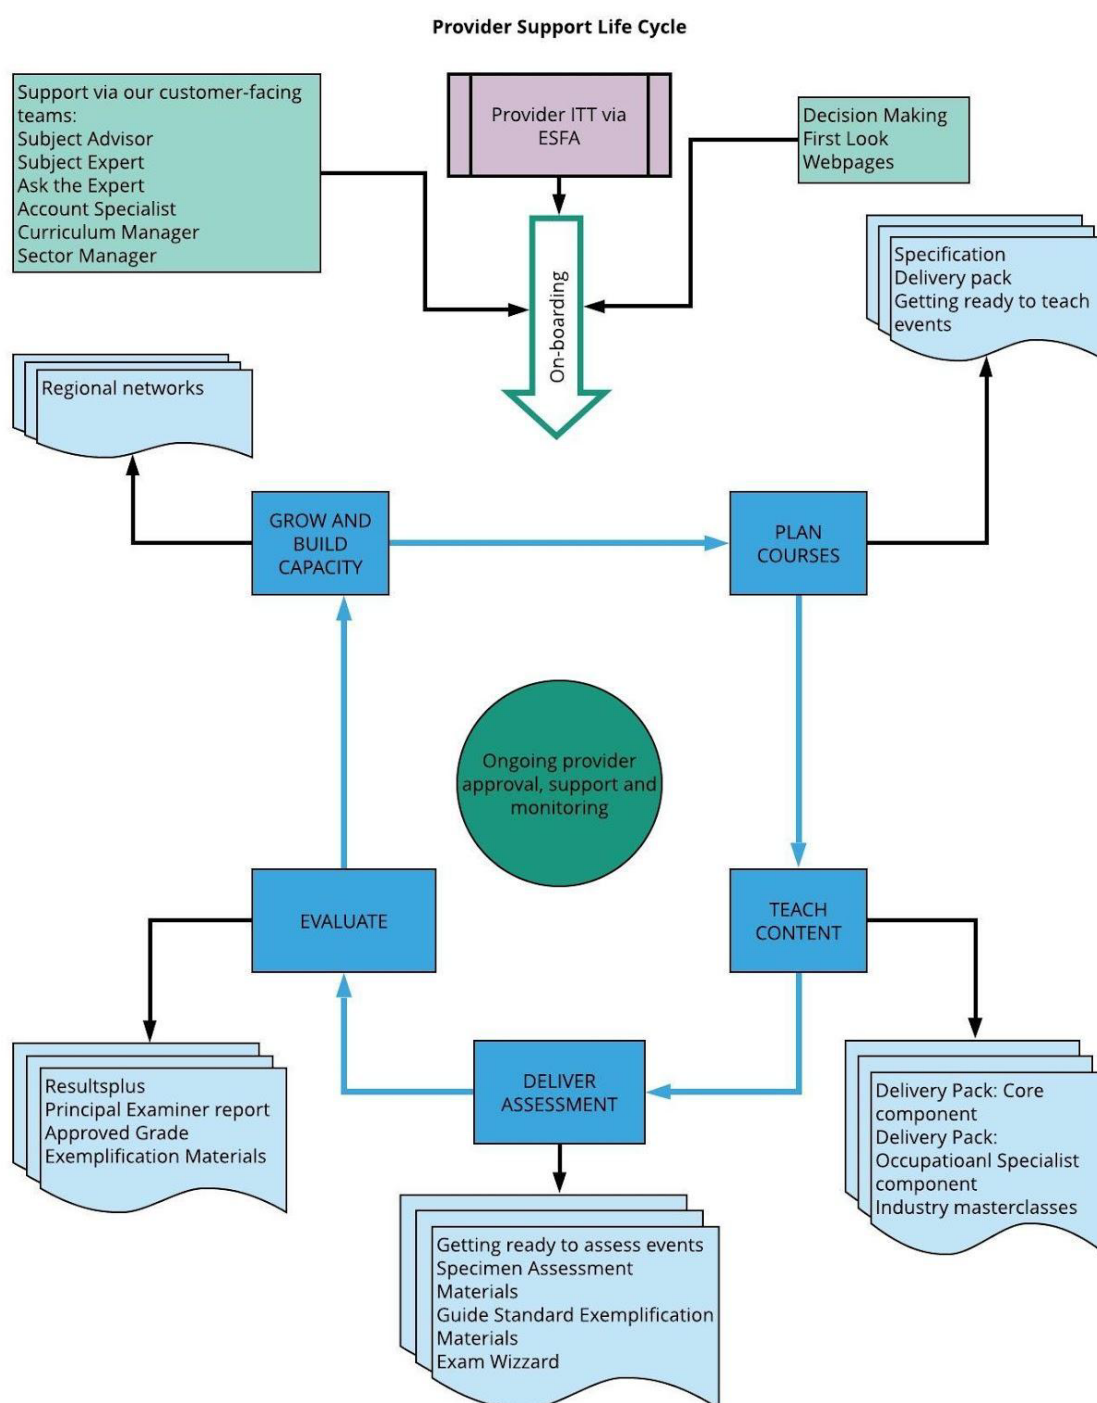 Provider Support Life Cycle
Support via our customer-facing
teams:
Subject Advisor
Subject Expert
Ask the Expert
Account Specialist
Curriculum Manager
Sector Manager
Provider ITT via
ESFA
Decision Making
First Look
Webpages
On-boarding
Specification
Delivery pack
Getting ready to teach
events
Regional networks
GROW AND
BUILD
CAPACITY
PLAN
COURSES
Ongoing provider
approval, support and
monitoring
EVALUATE
TEACH
CONTENT
DELIVER
ASSESSMENT
Resultsplus
Principal Examiner report
Approved Grade
Exemplification Materials
Delivery Pack: Core
component
Delivery Pack:
Occupatioanl Specialist
component
Industry masterclasses
Getting ready to assess events
Specimen Assessment
Materials
Guide Standard Exemplification
Materials
Exam Wizzard